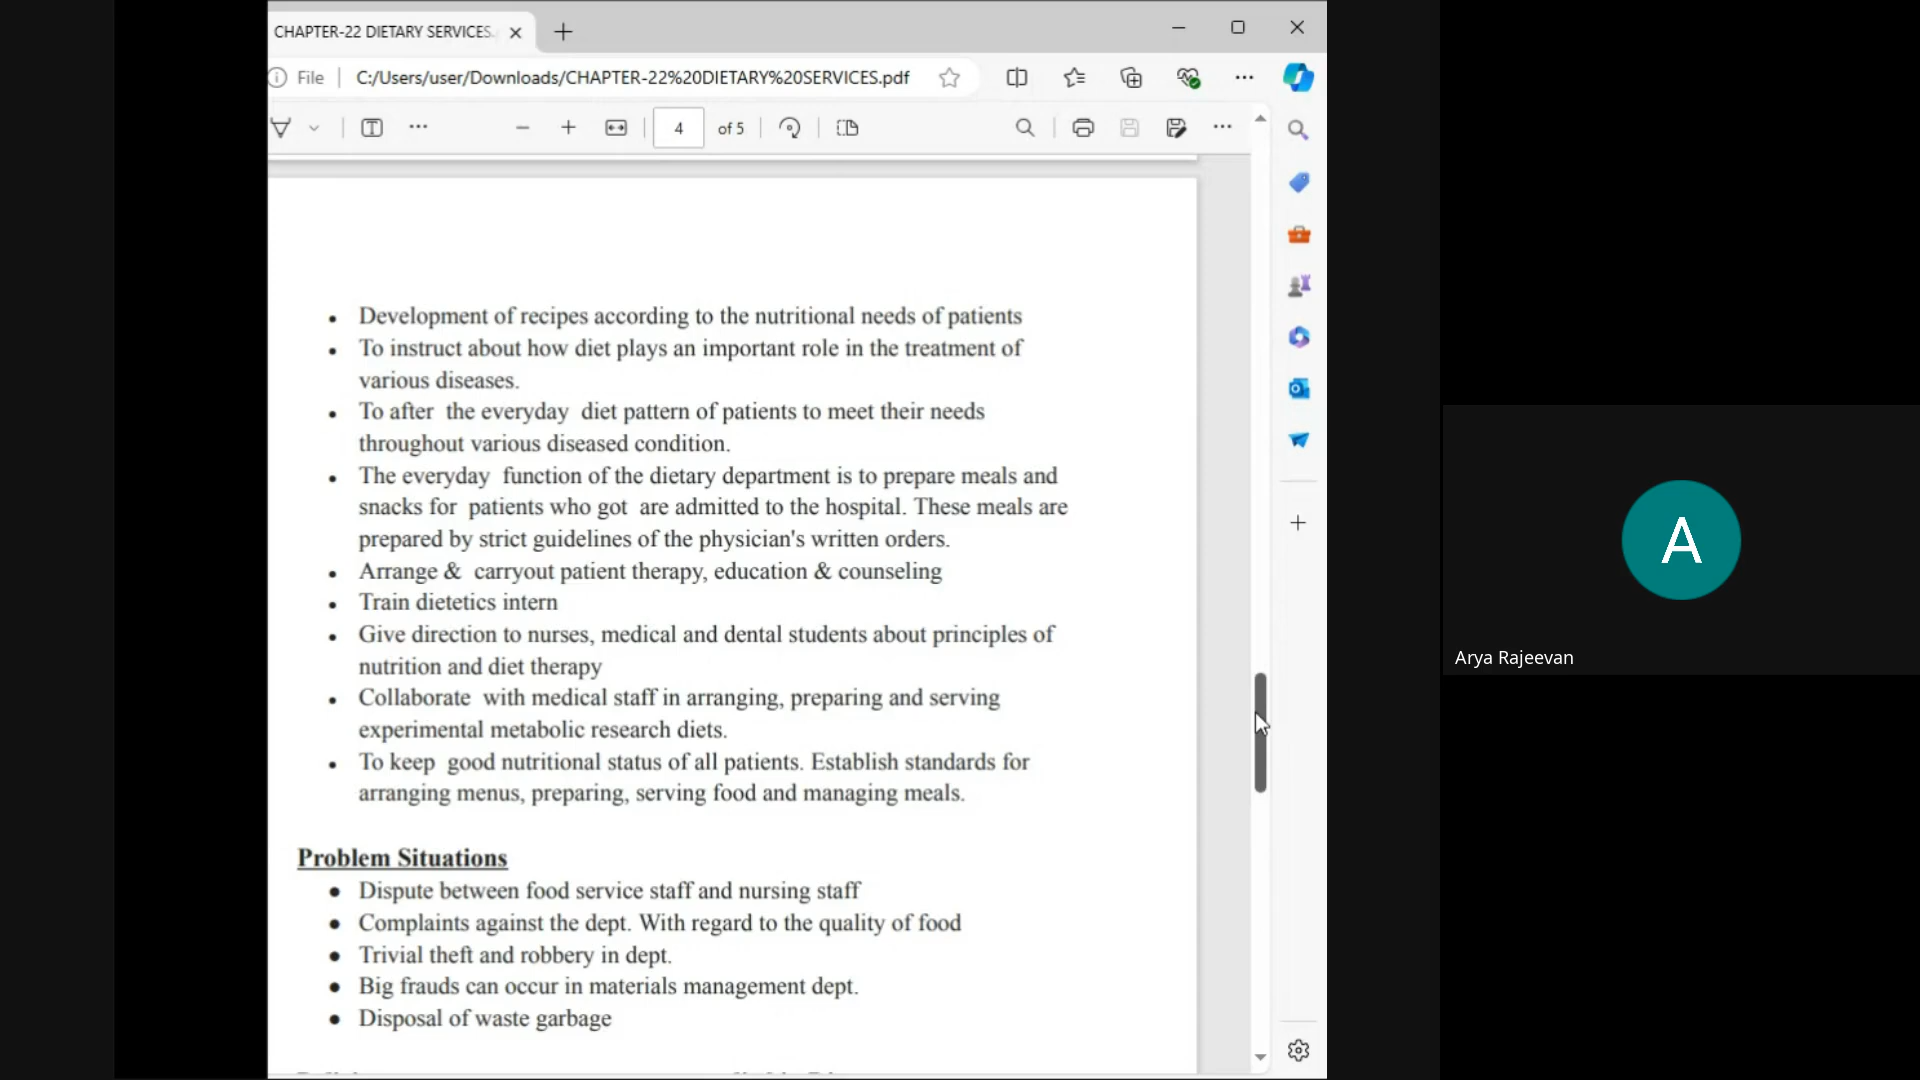 CHAPTER-22 DIETARY SERVICES.
File
C:/Users/user/Downloads/CHAPTER-22%20DIETARY%20SERVICES.pdf
4 of 5
• Development of recipes according to the nutritional needs of patients
• To instruct about how diet plays an important role in the treatment of
various diseases.
• To after the everyday diet pattern of patients to meet their needs
throughout various diseased condition.
• The everyday function of the dietary department is to prepare meals and
snacks for patients who got are admitted to the hospital. These meals are
prepared by strict guidelines of the physician's written orders.
• Arrange & carryout patient therapy, education & counseling
• Train dietetics intern
• Give direction to nurses, medical and dental students about principles of
nutrition and diet therapy
• Collaborate with medical staff in arranging, preparing and serving
experimental metabolic research diets.
• To keep good nutritional status of all patients. Establish standards for
arranging menus, preparing, serving food and managing meals.
Problem Situations
• Dispute between food service staff and nursing staff
• Complaints against the dept. With regard to the quality of food
• Trivial theft and robbery in dept.
• Big frauds can occur in materials management dept.
• Disposal of waste garbage
A
Arya Rajeevan